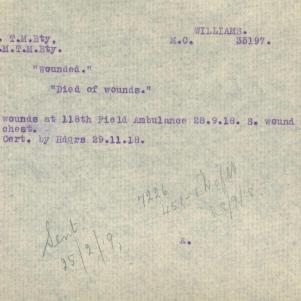 WILLIAMS.
. T.M.Bty. M.C. 35197.
.M.T.M.Bty.
"Wounded."
"Died of wounds."
wounds at 118th Field Ambulance 28.9.18. S. wound
chest.
Cert. by Hdqrs 29.11.18.
7226
Sent
25/2/19,
A.